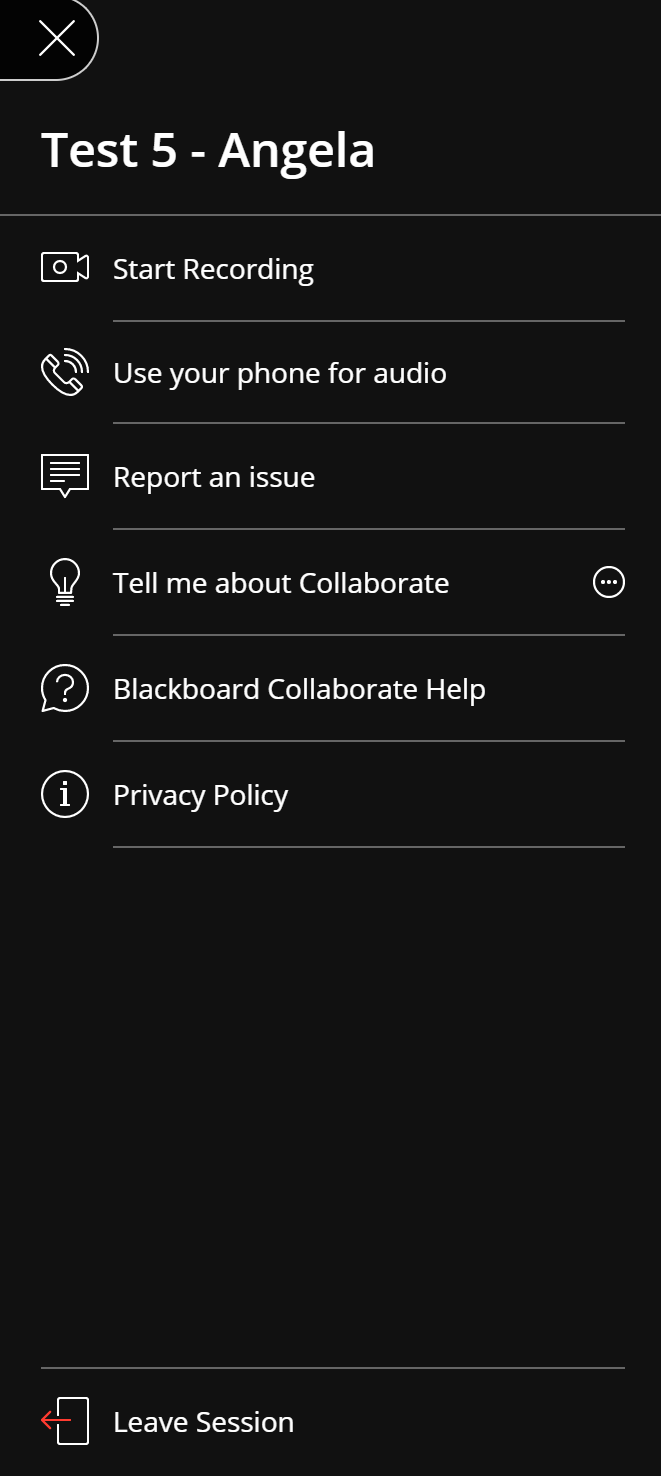 Test 5 - Angela
Start Recording
Use your phone for audio
Report an issue
Tell me about Collaborate
Blackboard Collaborate Help
Privacy Policy
Leave Session